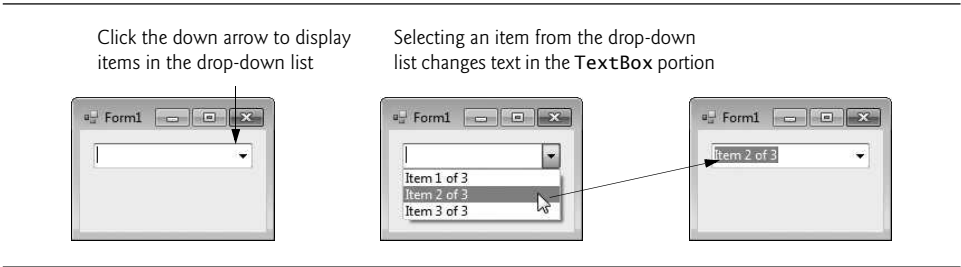 Click the down arrow to display
items in the drop-down list
Selecting an item from the drop-down
list changes text in the TextBox portion
Form1
Form1
Item 1 of 3
Item 2 of 3
Item 3 of 3
Form1
Item 2 of 3